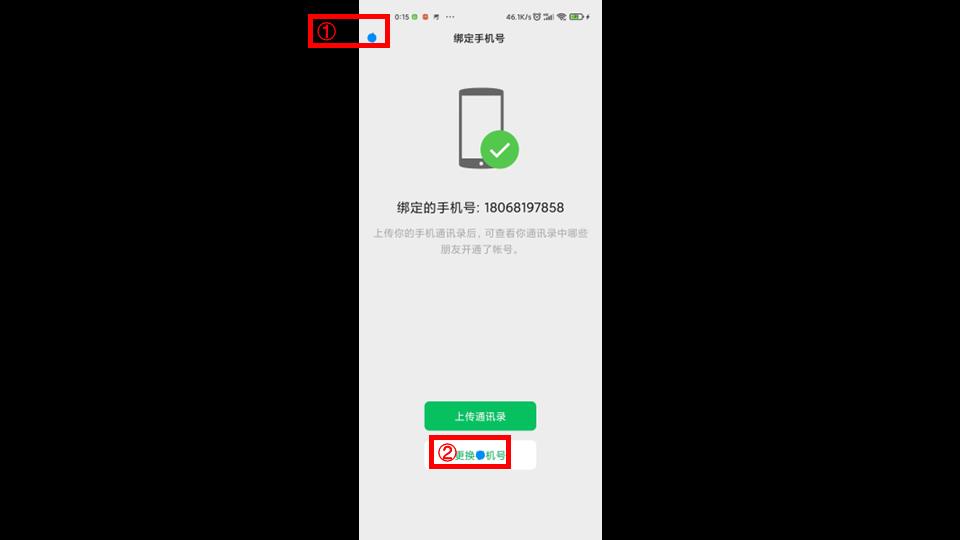 ①
0:15 ··· 46.1K/s
绑定手机号
绑定的手机号: 18068197858
上传你的手机通讯录后，可查看你通讯录中哪些
朋友开通了帐号。
上传通讯录
②更换手机号